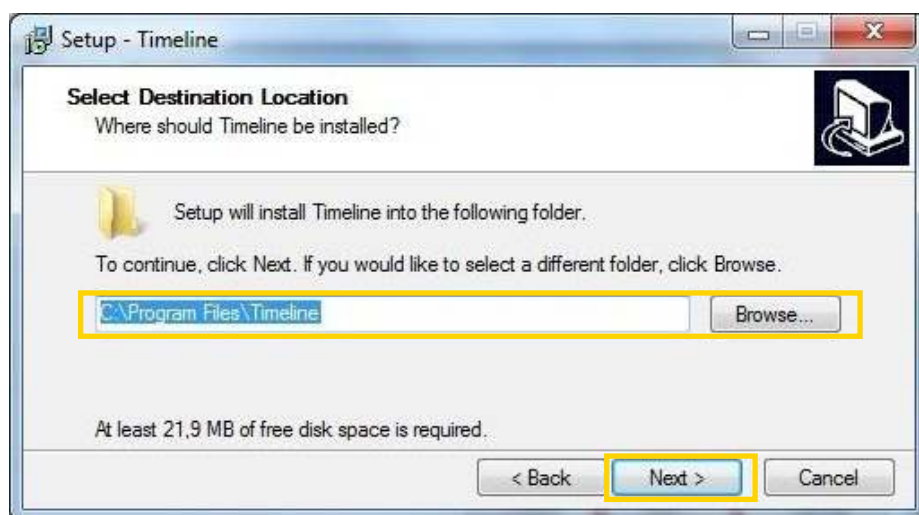 Setup - Timeline
Select Destination Location
Where should Timeline be installed?
Setup will install Timeline into the following folder.
To continue, click Next. If you would like to select a different folder, click Browse.
C:\Program Files\Timeline
Browse...
At least 21,9 MB of free disk space is required.
< Back
Next >
Cancel